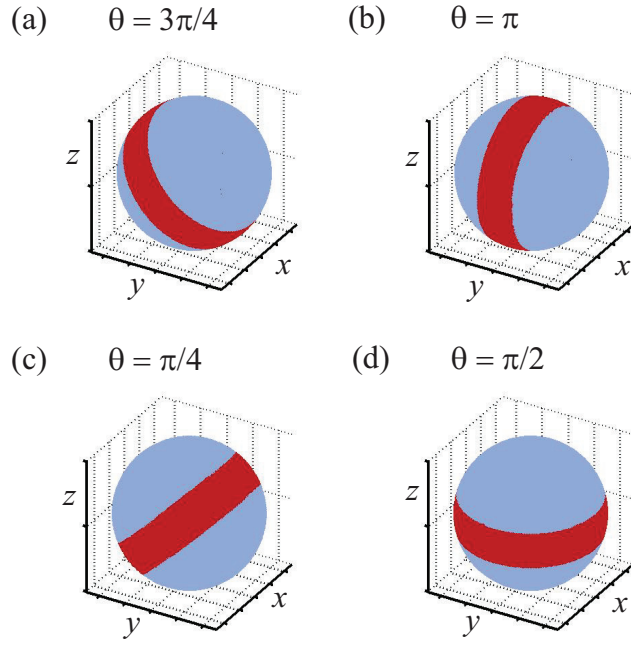 (a) θ = 3π/4
(b) θ = π
z
y
x
z
y
x
(c) θ = π/4
(d) θ = π/2
z
y
x
z
y
x